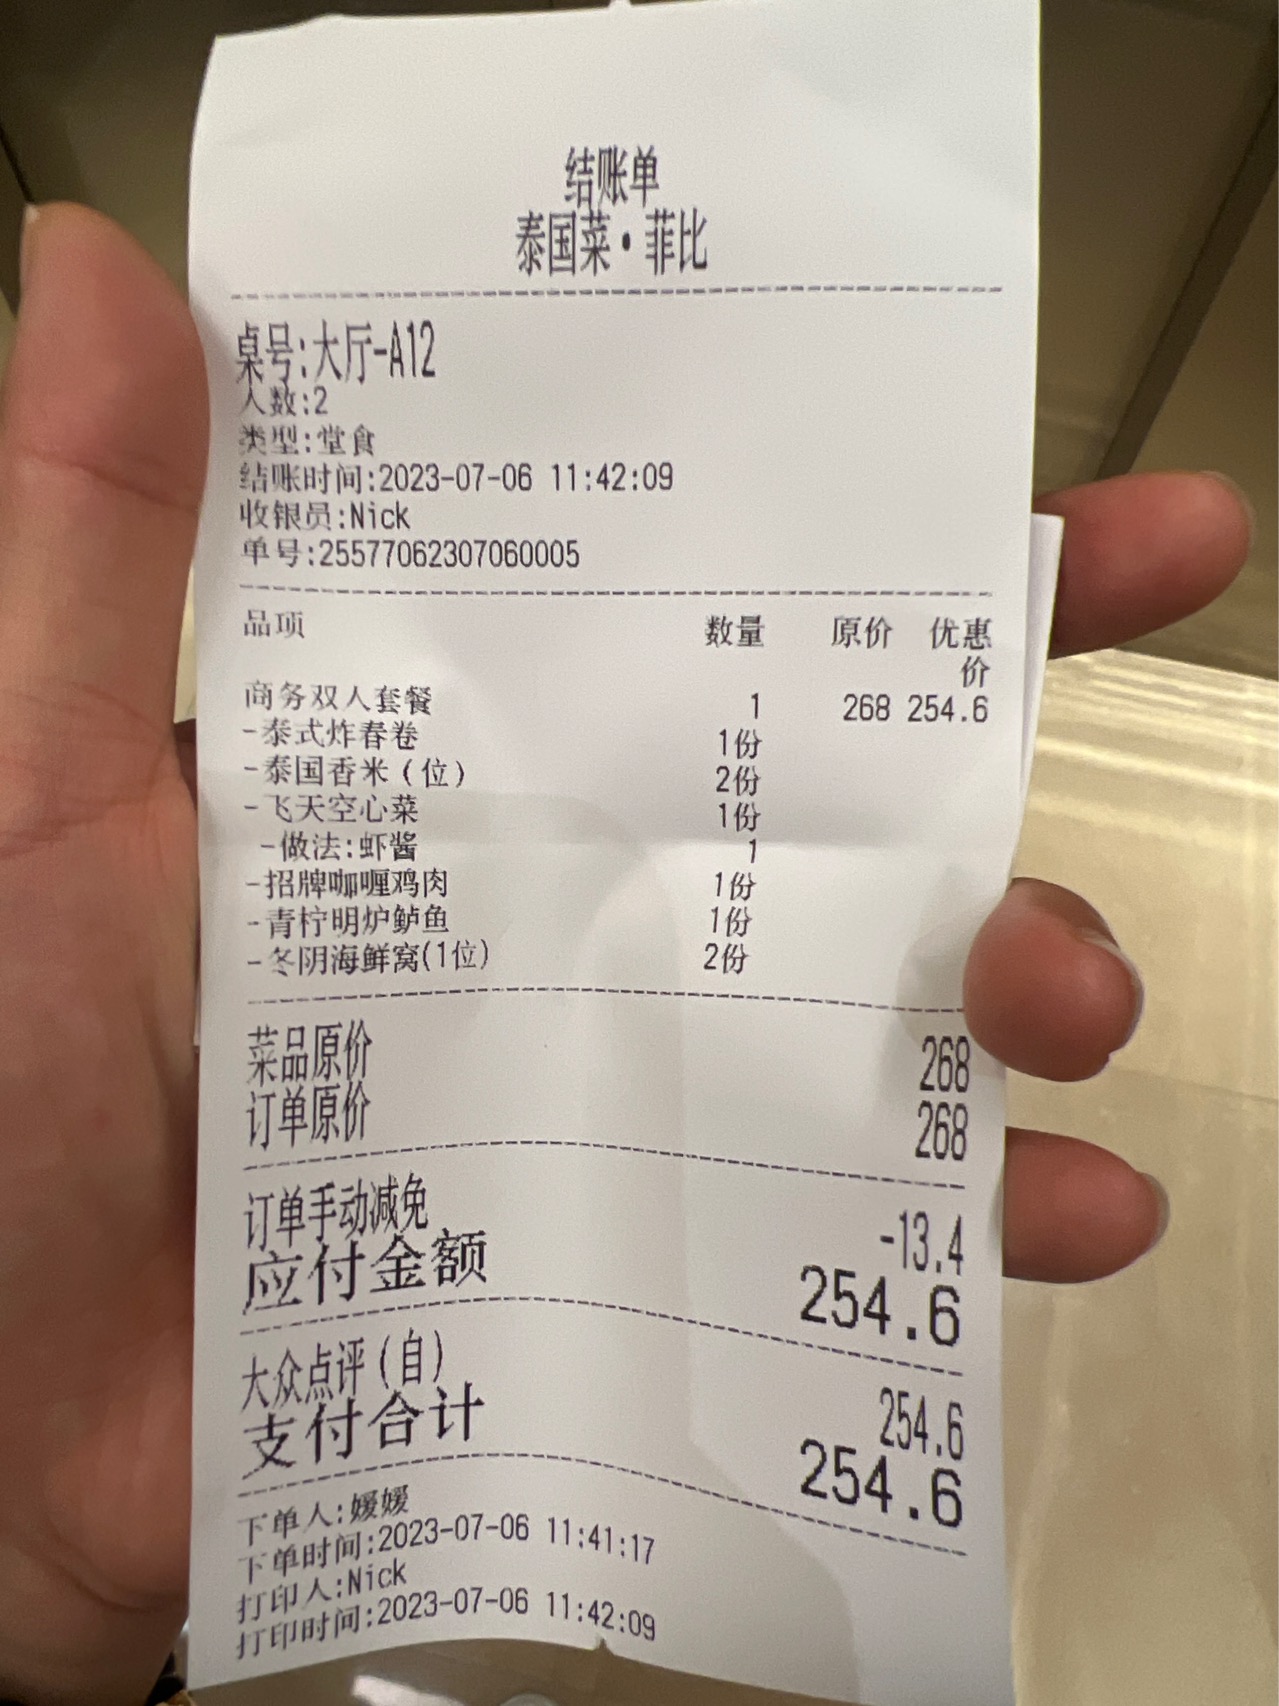 结账单
泰国菜·菲比
桌号:大厅-A12
人数:2
类型:堂食
结账时间:2023-07-06 11:42:09
收银员:Nick
单号:25577062307060005
品项 数量 原价 优惠价
商务双人套餐 1 268 254.6
-泰式炸春卷 1份
-泰国香米(位) 2份
-飞天空心菜 1份
-做法:虾酱 1
-招牌咖喱鸡肉 1份
-青柠明炉鲈鱼 1份
-冬阴海鲜窝(1位) 2份
菜品原价 268
订单原价 268
订单手动减免 -13.4
应付金额 254.6
大众点评(自) 254.6
支付合计 254.6
下单人:媛媛
下单时间:2023-07-06 11:41:17
打印人:Nick
打印时间:2023-07-06 11:42:09